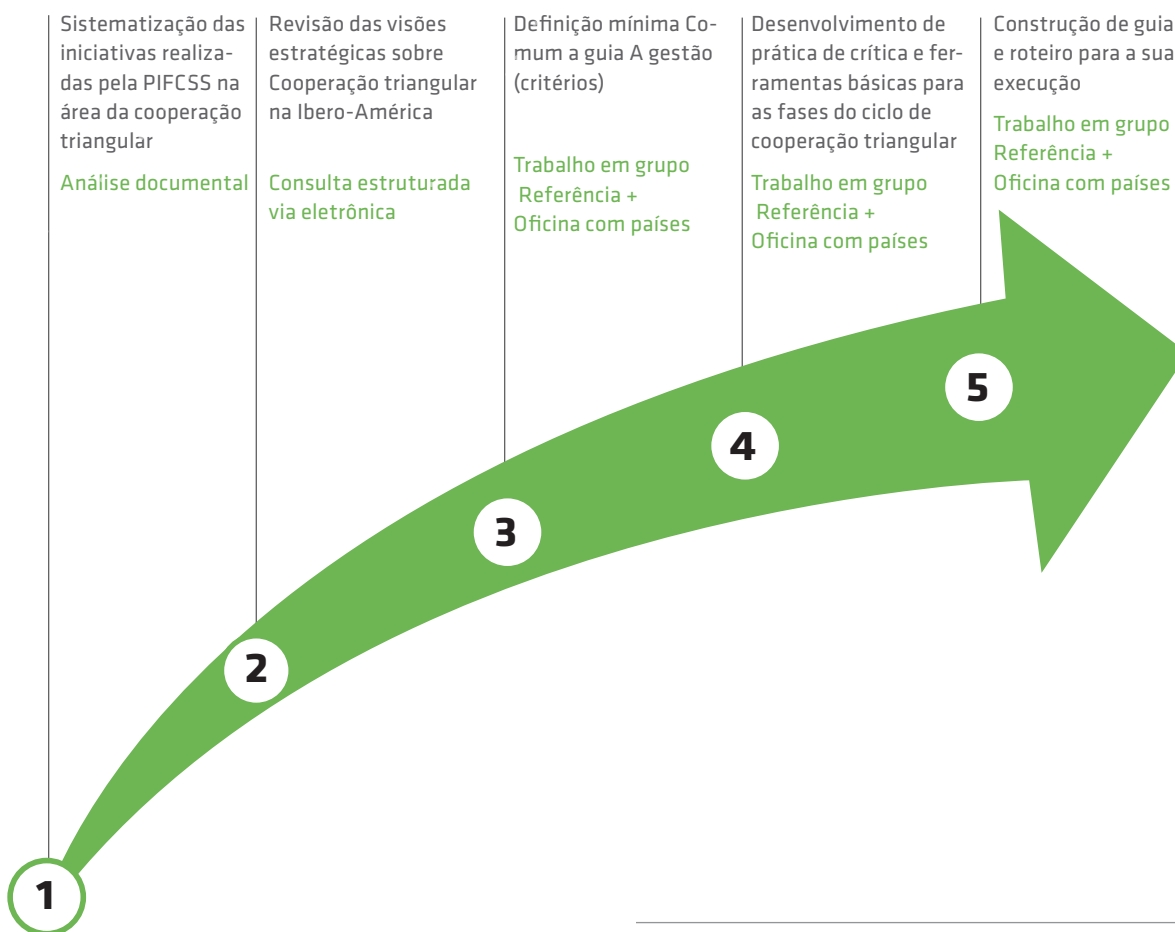 Sistematização das
iniciativas realiza-
das pela PIFCSS na
área da cooperação
triangular
Análise documental
Revisão das visões
estratégicas sobre
Cooperação triangular
na Ibero-América
Consulta estruturada
via eletrônica
Definição mínima Co-
mum a guia A gestão
(critérios)
Trabalho em grupo
Referência +
Oficina com países
Desenvolvimento de
prática de crítica e fer-
ramentas básicas para
as fases do ciclo de
cooperação triangular
Trabalho em grupo
Referência +
Oficina com países
Construção de guia
e roteiro para a sua
execução
Trabalho em grupo
Referência +
Oficina com países
5
4
3
2
1